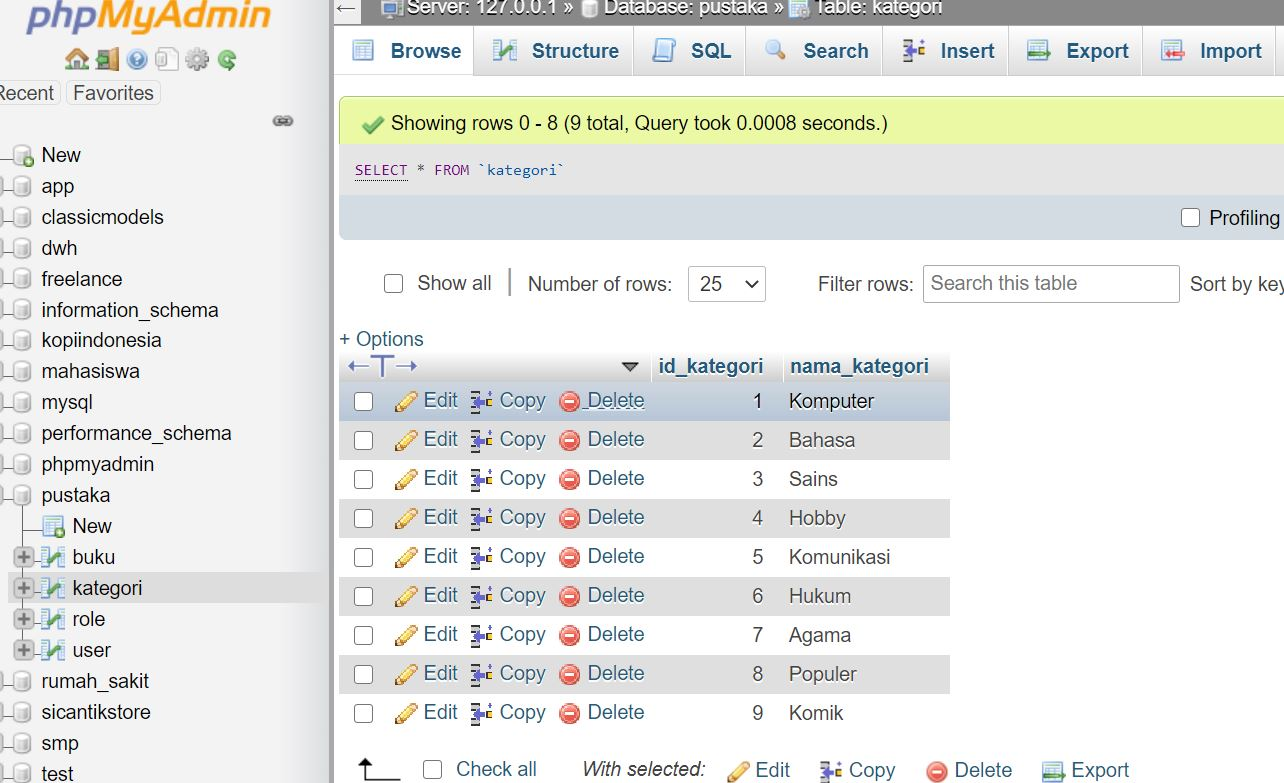 phpMyAdmin
Recent Favorites
New
app
classicmodels
dwh
freelance
information_schema
kopiindonesia
mahasiswa
mysql
performance_schema
phpmyadmin
pustaka
New
buku
kategori
role
user
rumah_sakit
sicantikstore
smp
test
Server: 127.0.0.1 » Database: pustaka » Table: kategori
Browse Structure SQL Search Insert Export Import
Showing rows 0 - 8 (9 total, Query took 0.0008 seconds.)
SELECT * FROM `kategori`
Profiling
Show all | Number of rows: 25 Filter rows: Search this table Sort by key
+ Options
←T→ id_kategori nama_kategori
Edit Copy Delete 1 Komputer
Edit Copy Delete 2 Bahasa
Edit Copy Delete 3 Sains
Edit Copy Delete 4 Hobby
Edit Copy Delete 5 Komunikasi
Edit Copy Delete 6 Hukum
Edit Copy Delete 7 Agama
Edit Copy Delete 8 Populer
Edit Copy Delete 9 Komik
Check all With selected: Edit Copy Delete Export